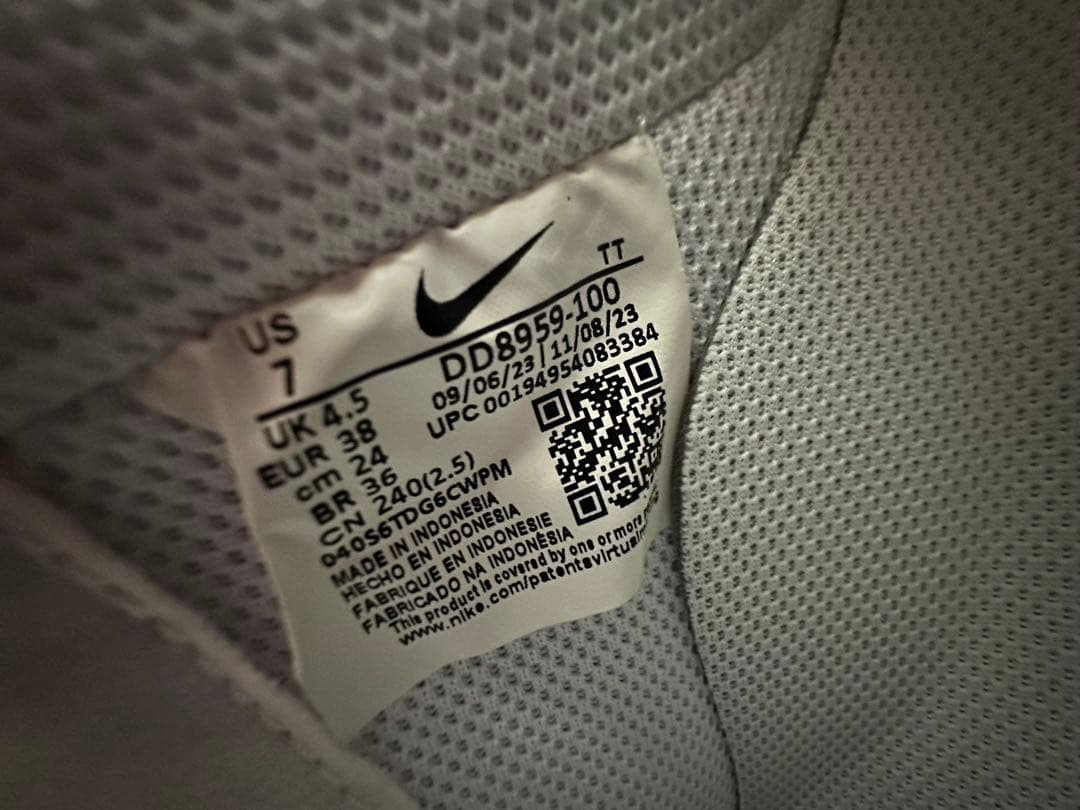 US
7
TT
DD8959-100
09/06/23 | 11/08/23
UPC 00194954083384
UK 4.5
EUR 38
cm 24
BR 36
CN 240(2.5)
040S6TDG6CWPM
MADE IN INDONESIA
HECHO EN INDONESIA
FABRIQUE EN INDONESIE
FABRICADO NA INDONÉSIA
This product is covered by one or more
www.nike.com/patents